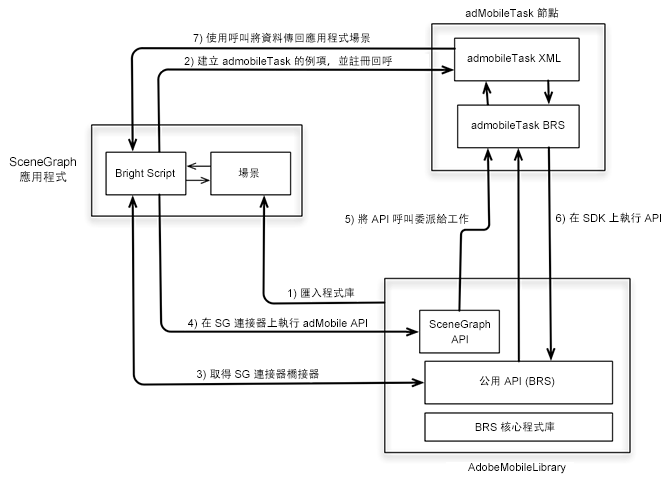 adMobileTask 節點
7) 使用呼叫將資料傳回應用程式場景
admobileTask XML
2) 建立 admobileTask 的例項，並註冊回呼
admobileTask BRS
SceneGraph
應用程式
Bright Script
場景
5) 將 API 呼叫委派給工作
6) 在 SDK 上執行 API
1) 匯入程式庫
4) 在 SG 連接器上執行 adMobile API
SceneGraph
API
3) 取得 SG 連接器橋接器
公用 API (BRS)
BRS 核心程式庫
AdobeMobileLibrary